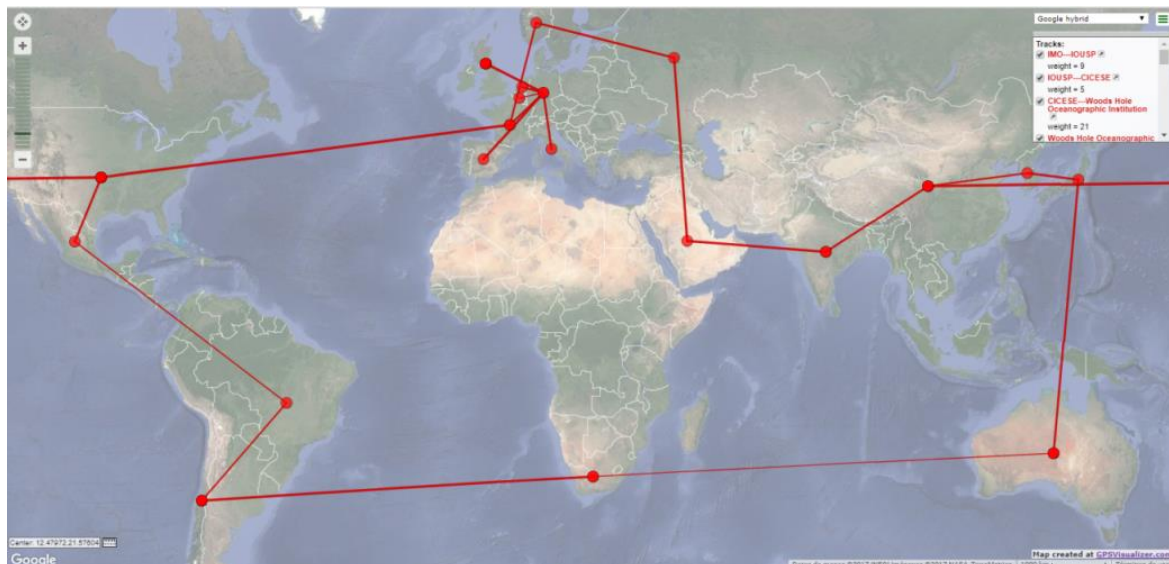 Google hybrid
Tracks:
IMO---IOUSP
weight = 9
IOUSP---CICESE
weight = 5
CICESE---Woods Hole
Oceanographic Institution
weight = 21
Woods Hole Oceanographic
Center: 12.47972,21.57604
Google
Map created at GPSVisualizer.com